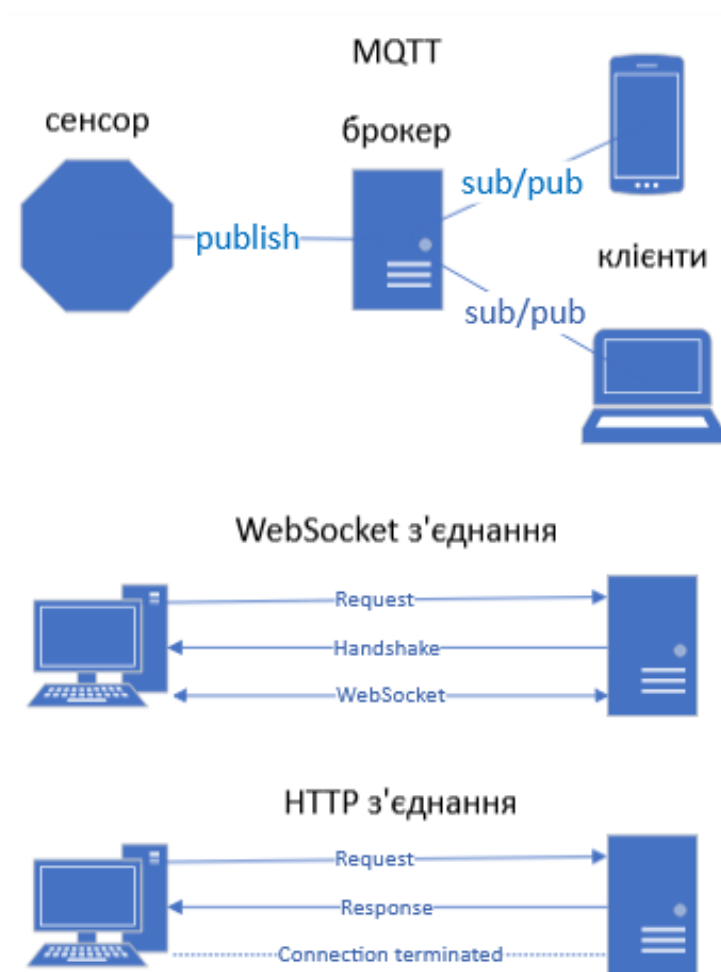 MQTT
сенсор
брокер
sub/pub
publish
клієнти
sub/pub
WebSocket з'єднання
Request
Handshake
WebSocket
HTTP з'єднання
Request
Response
Connection terminated